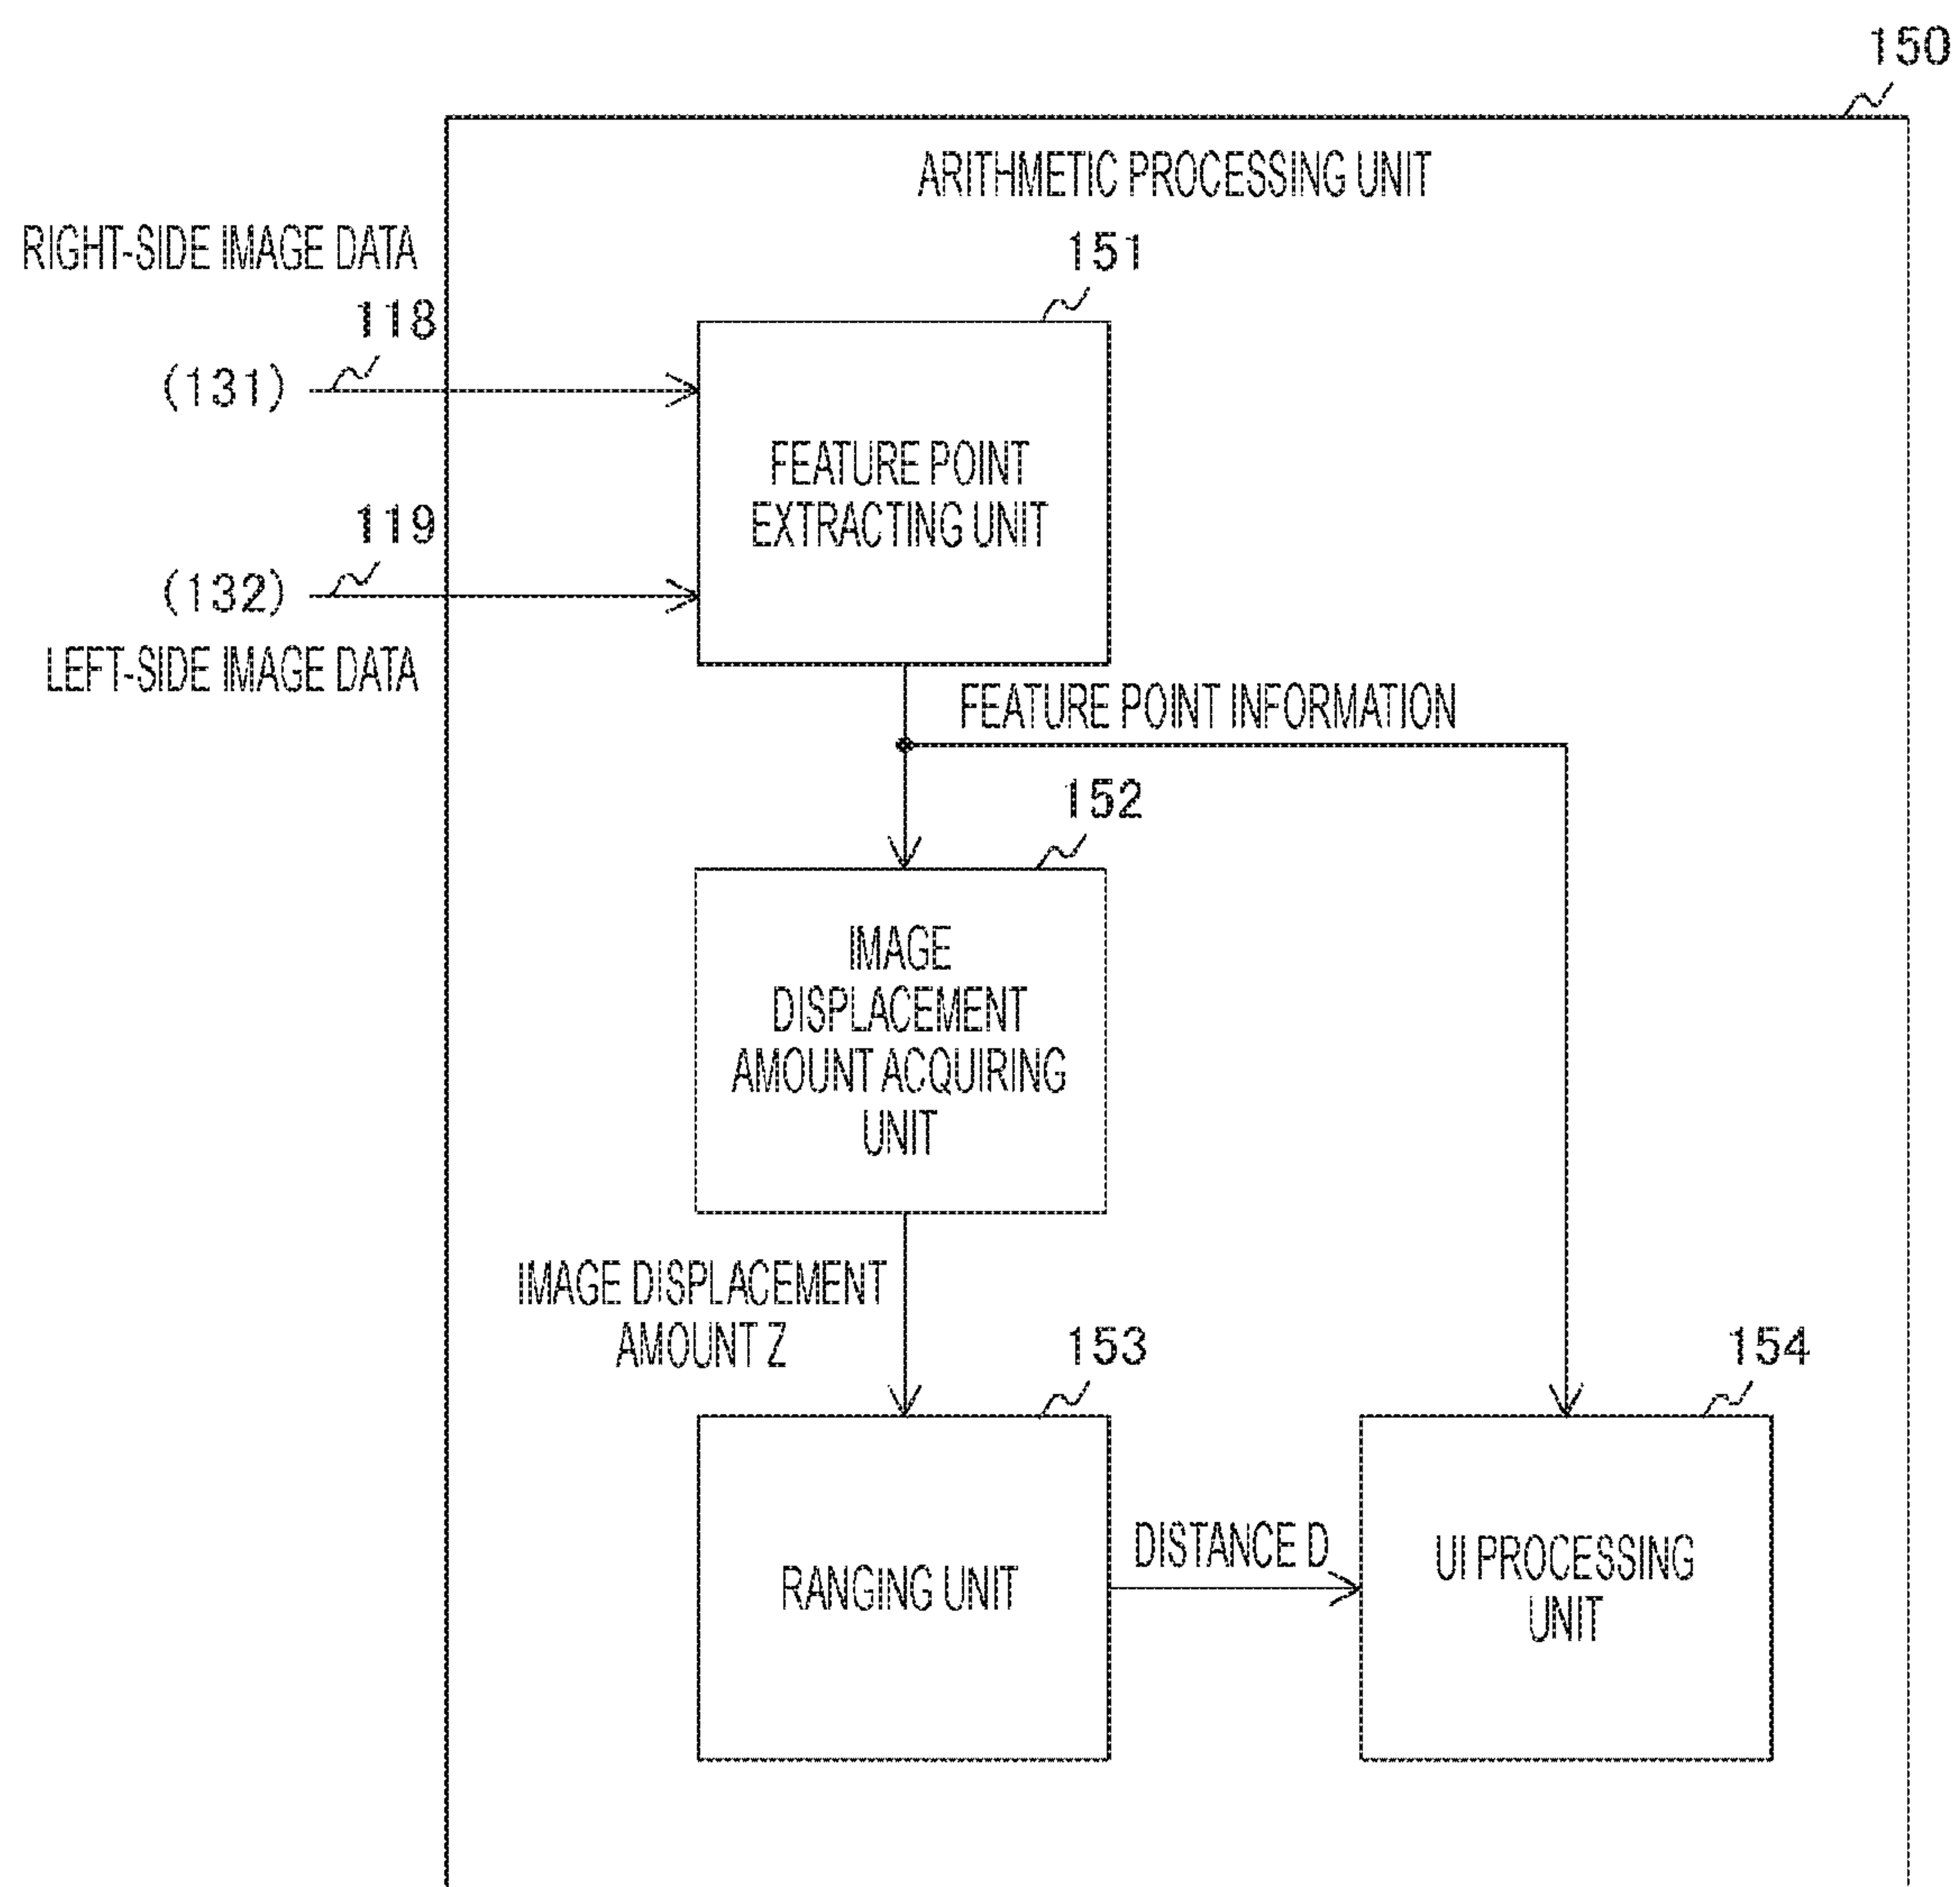 150
ARITHMETIC PROCESSING UNIT
RIGHT-SIDE IMAGE DATA
151
118
(131)
FEATURE POINT
EXTRACTING UNIT
119
(132)
LEFT-SIDE IMAGE DATA
FEATURE POINT INFORMATION
152
IMAGE
DISPLACEMENT
AMOUNT ACQUIRING
UNIT
IMAGE DISPLACEMENT
AMOUNT Z
153
154
RANGING UNIT
DISTANCE D
UI PROCESSING
UNIT